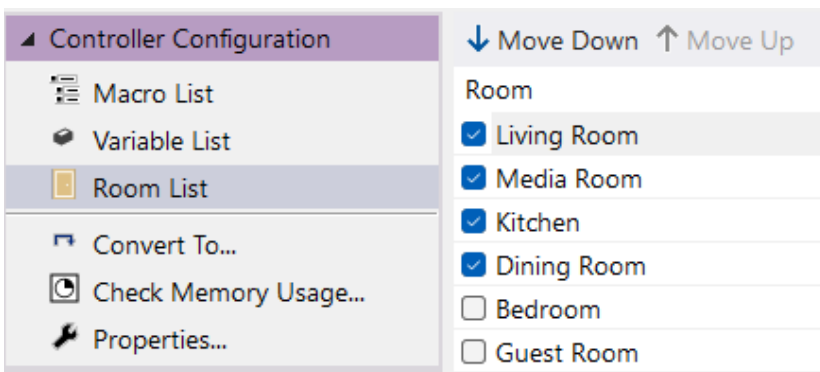 Controller Configuration
Macro List
Variable List
Room List
Convert To...
Check Memory Usage...
Properties...
Move Down Move Up
Room
Living Room
Media Room
Kitchen
Dining Room
Bedroom
Guest Room